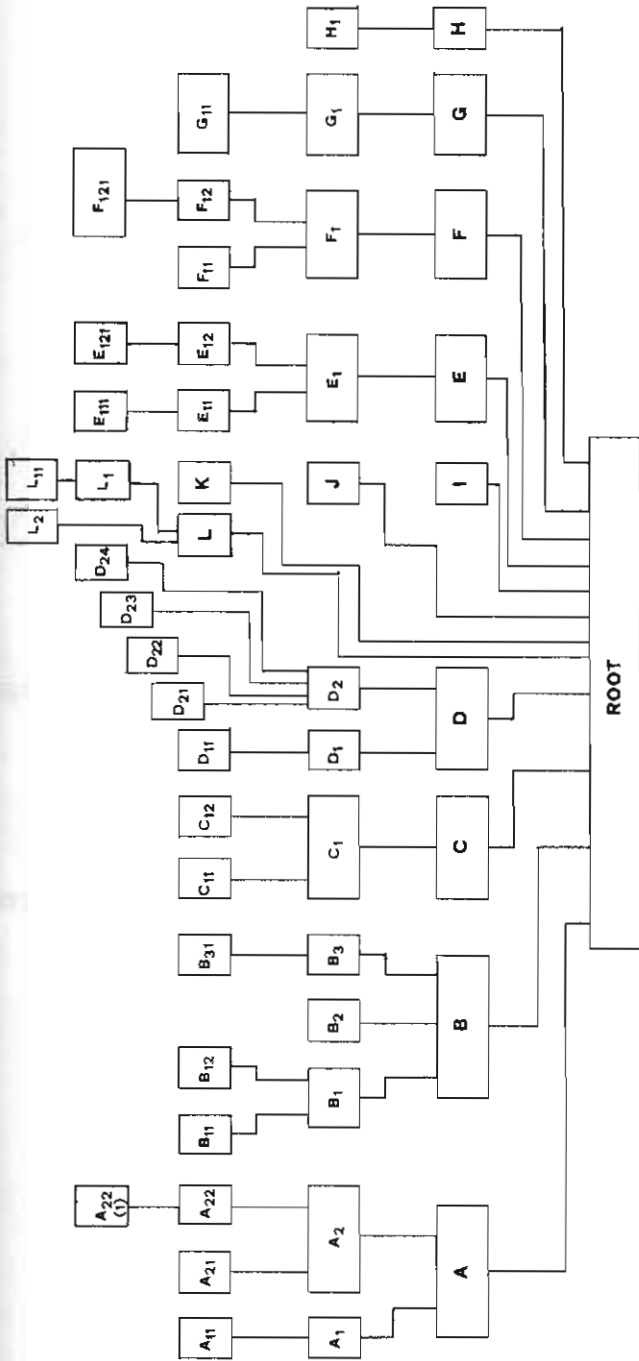 L₂ L₁₁
A₂₂ D₂₄ L₁ E₁₁₁ E₁₂₁ F₁₂₁
(1)
D₂₃
D₂₂
D₂₁
A₁₁ A₂₁ A₂₂ B₁₁ B₁₂ B₃₁ C₁₁ C₁₂ D₁₁ L K E₁₁ E₁₂ F₁₁ F₁₂ G₁₁
A₁ A₂ B₁ B₂ B₃ C₁ D₁ D₂ J E₁ F₁ G₁ H₁
A B C D I E F G H
ROOT